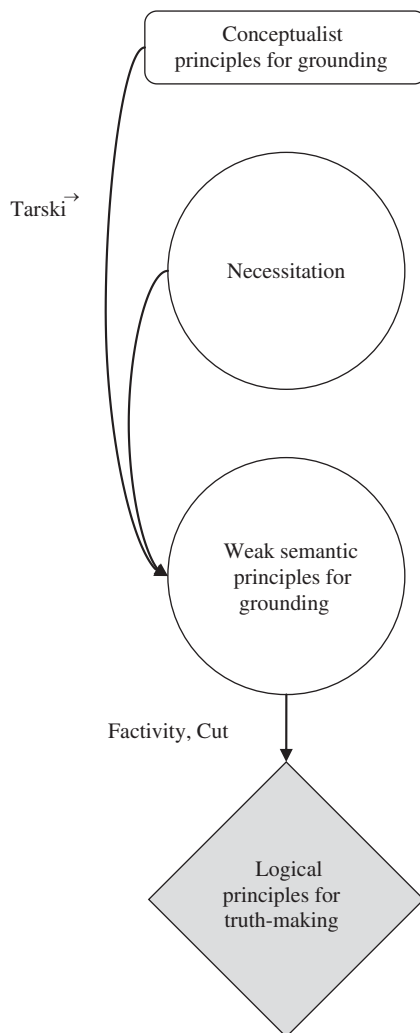 Conceptualist
principles for grounding
Tarski→
Necessitation
Weak semantic
principles for
grounding
Factivity, Cut
Logical
principles for
truth-making